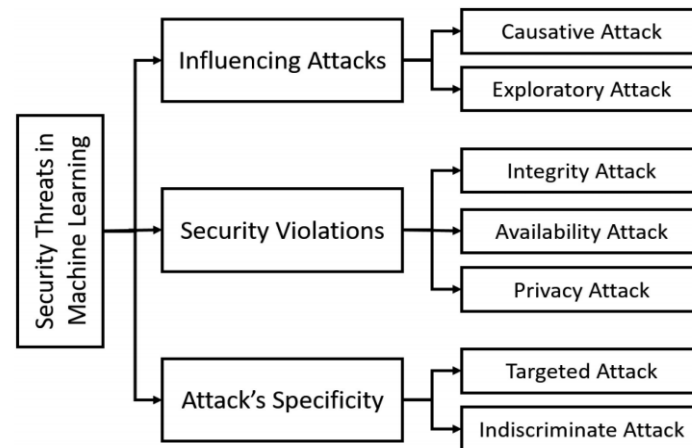 Security Threats in
Machine Learning
Influencing Attacks
Causative Attack
Exploratory Attack
Security Violations
Integrity Attack
Availability Attack
Privacy Attack
Attack's Specificity
Targeted Attack
Indiscriminate Attack